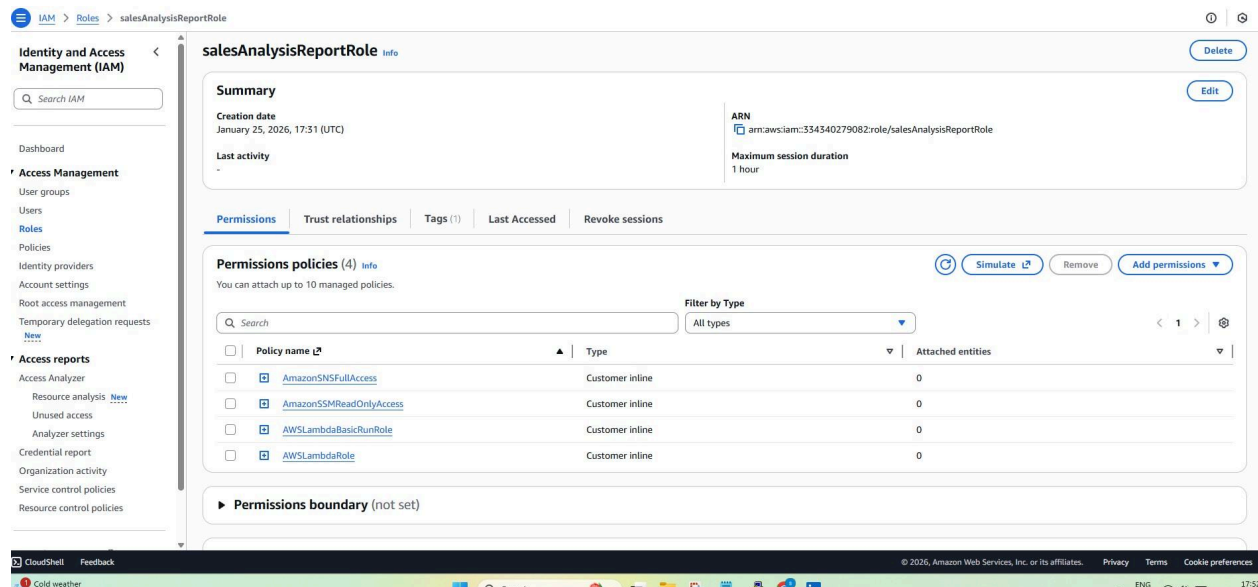 IAM > Roles > salesAnalysisReportRole
Identity and Access Management (IAM)
Search IAM
Dashboard
Access Management
User groups
Users
Roles
Policies
Identity providers
Account settings
Root access management
Temporary delegation requests
New
Access reports
Access Analyzer
Resource analysis New
Unused access
Analyzer settings
Credential report
Organization activity
Service control policies
Resource control policies
salesAnalysisReportRole Info
Delete
Summary
Edit
Creation date
January 25, 2026, 17:31 (UTC)
Last activity
-
ARN
arn:aws:iam::334340279082:role/salesAnalysisReportRole
Maximum session duration
1 hour
Permissions Trust relationships Tags (1) Last Accessed Revoke sessions
Permissions policies (4) Info
You can attach up to 10 managed policies.
Simulate Remove Add permissions
Filter by Type
Search All types 1
Policy name Type Attached entities
AmazonSNSFullAccess Customer inline 0
AmazonSSMReadOnlyAccess Customer inline 0
AWSLambdaBasicRunRole Customer inline 0
AWSLambdaRole Customer inline 0
Permissions boundary (not set)
CloudShell Feedback © 2026, Amazon Web Services, Inc. or its affiliates. Privacy Terms Cookie preferences
1 Cold weather ENG